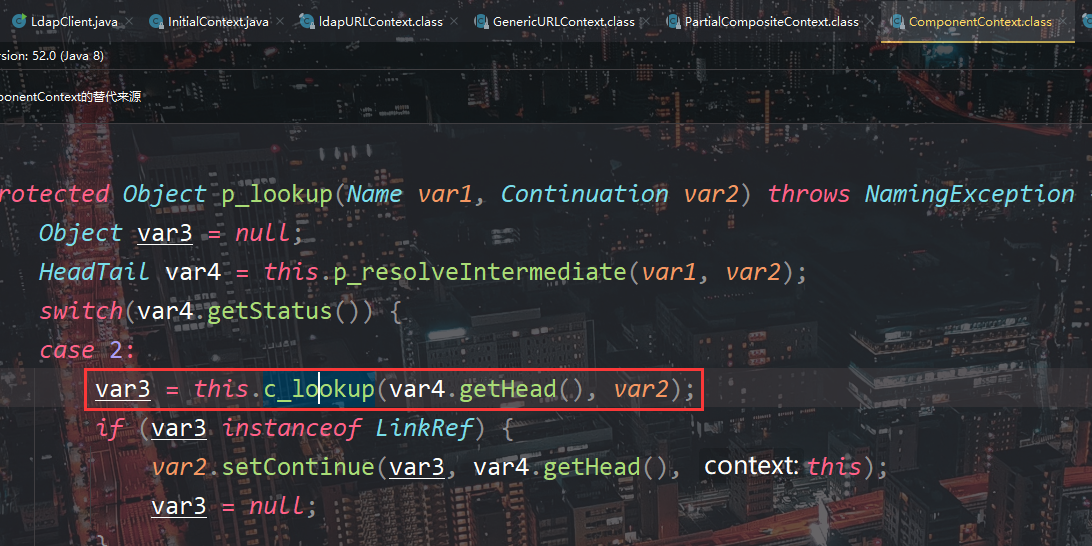 LdapClient.java InitialContext.java ldapURLContext.class GenericURLContext.class PartialCompositeContext.class ComponentContext.class
rsion: 52.0 (Java 8)
ponentContext的替代来源
rotected Object p_lookup(Name var1, Continuation var2) throws NamingException
Object var3 = null;
HeadTail var4 = this.p_resolveIntermediate(var1, var2);
switch(var4.getStatus()) {
case 2:
var3 = this.c_lookup(var4.getHead(), var2);
if (var3 instanceof LinkRef) {
var2.setContinue(var3, var4.getHead(), context: this);
var3 = null;
}